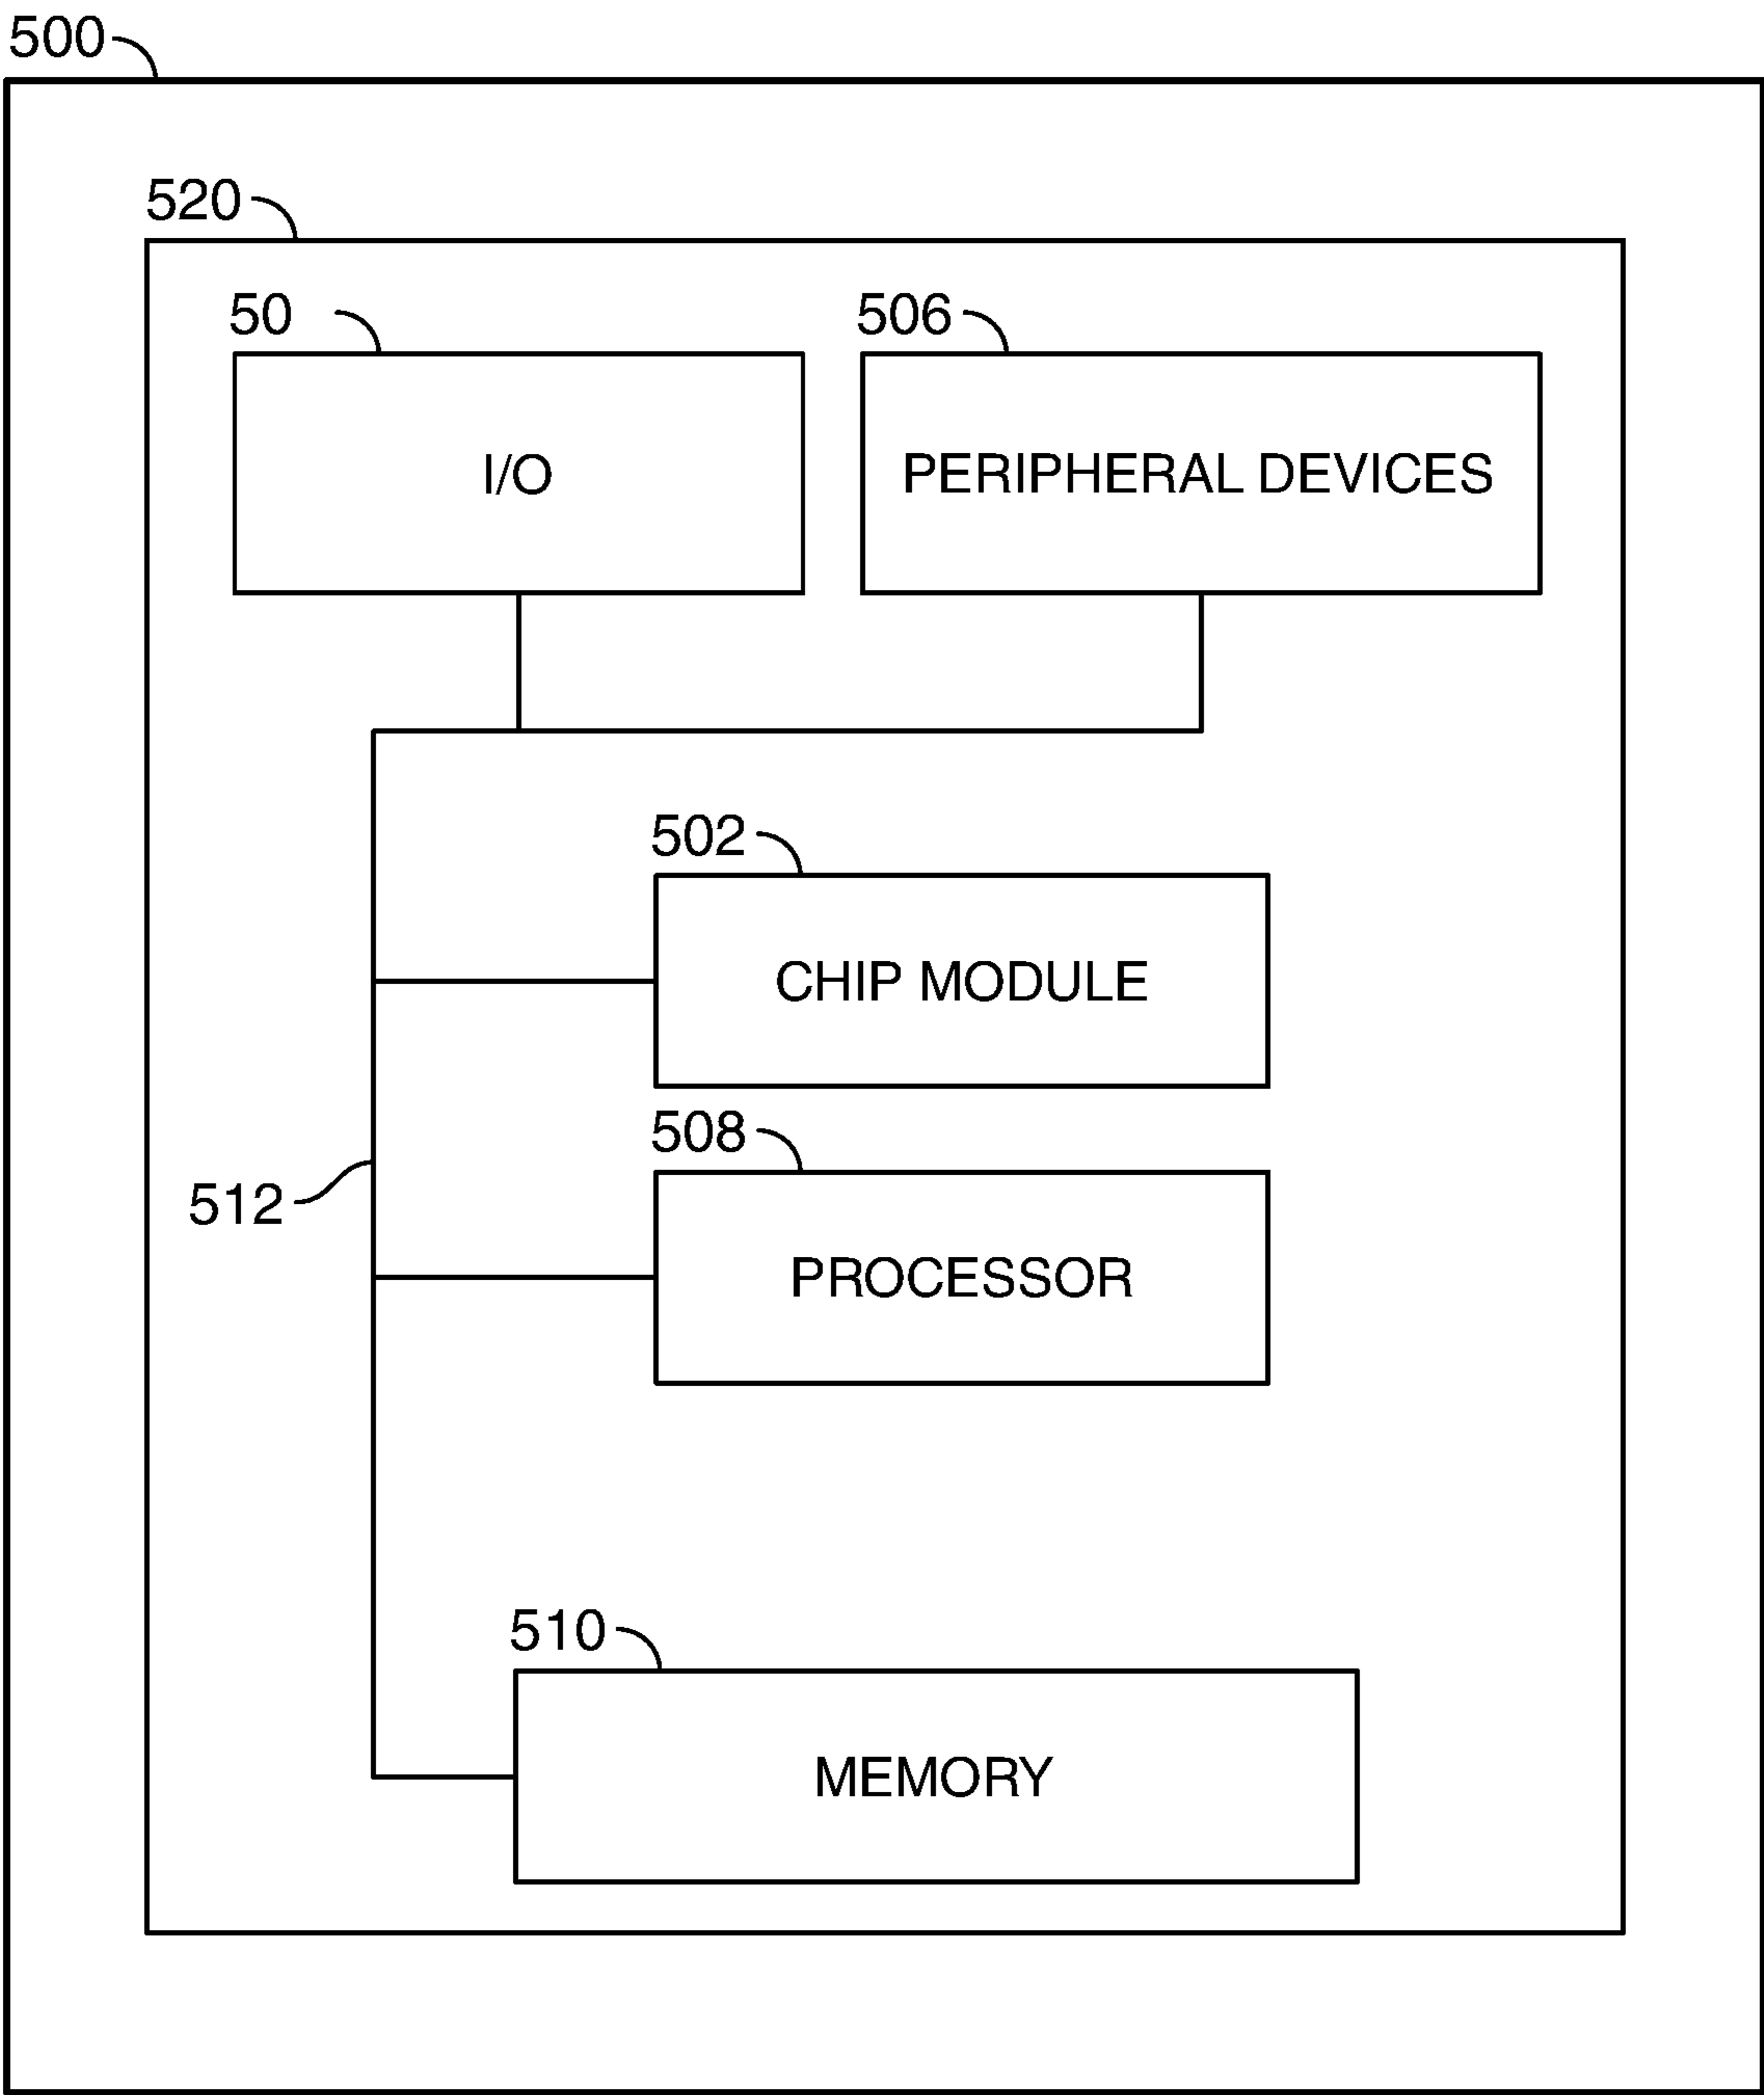 500
520
50
506
I/O
PERIPHERAL DEVICES
502
CHIP MODULE
508
512
PROCESSOR
510
MEMORY